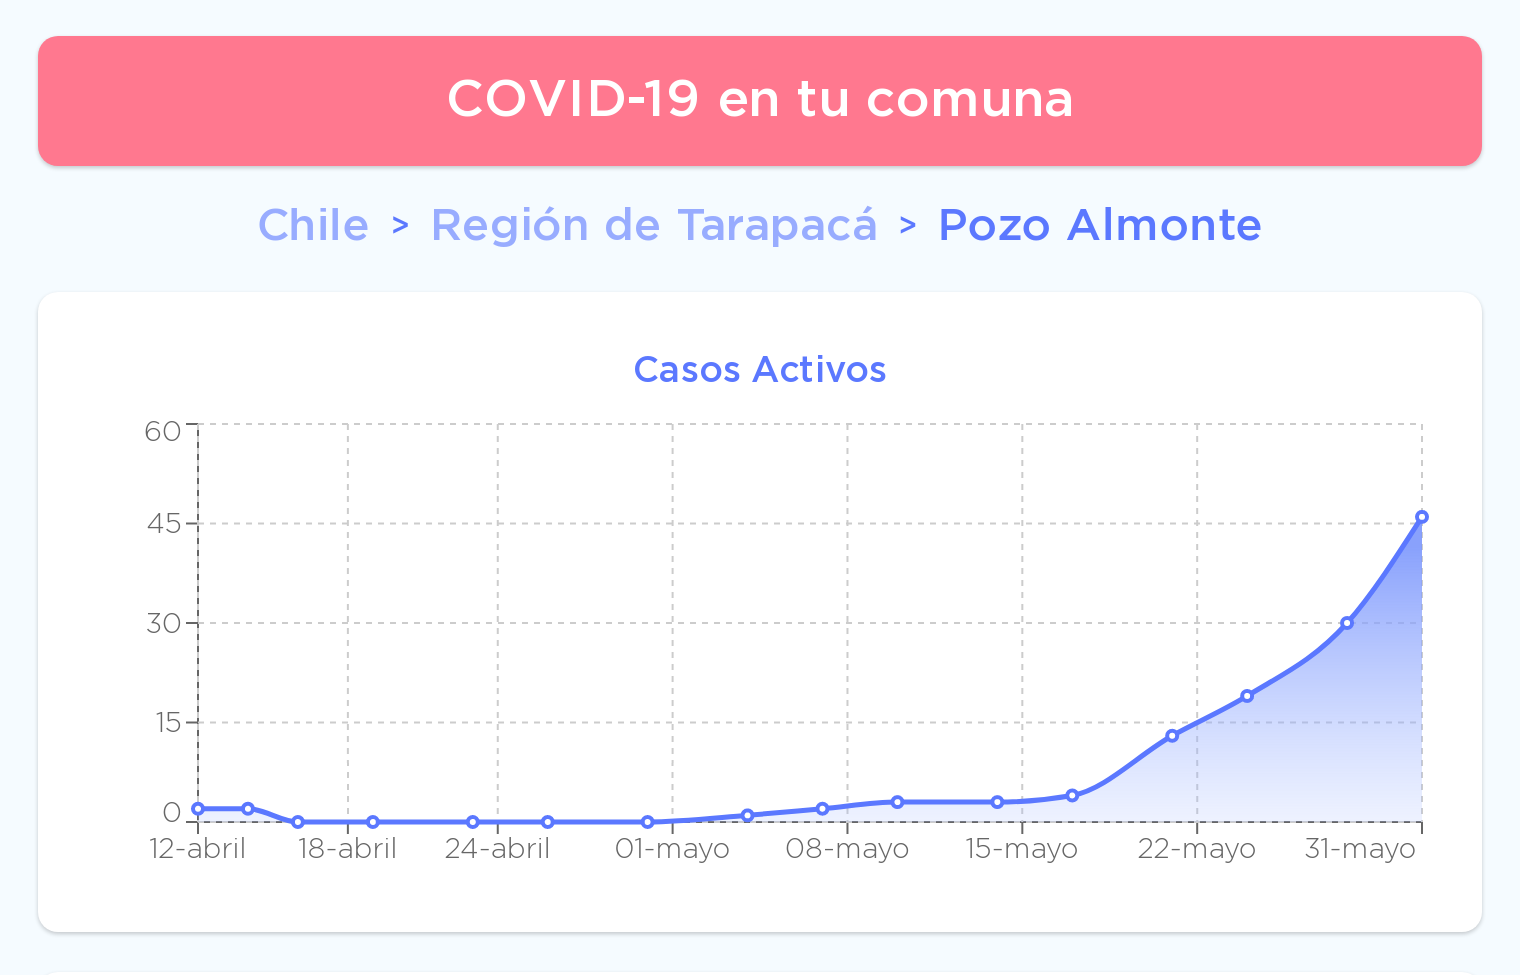 COVID-19 en tu comuna
Chile > Región de Tarapacá > Pozo Almonte
Casos Activos
60
45
30
15
0
12-abril 18-abril 24-abril 01-mayo 08-mayo 15-mayo 22-mayo 31-mayo